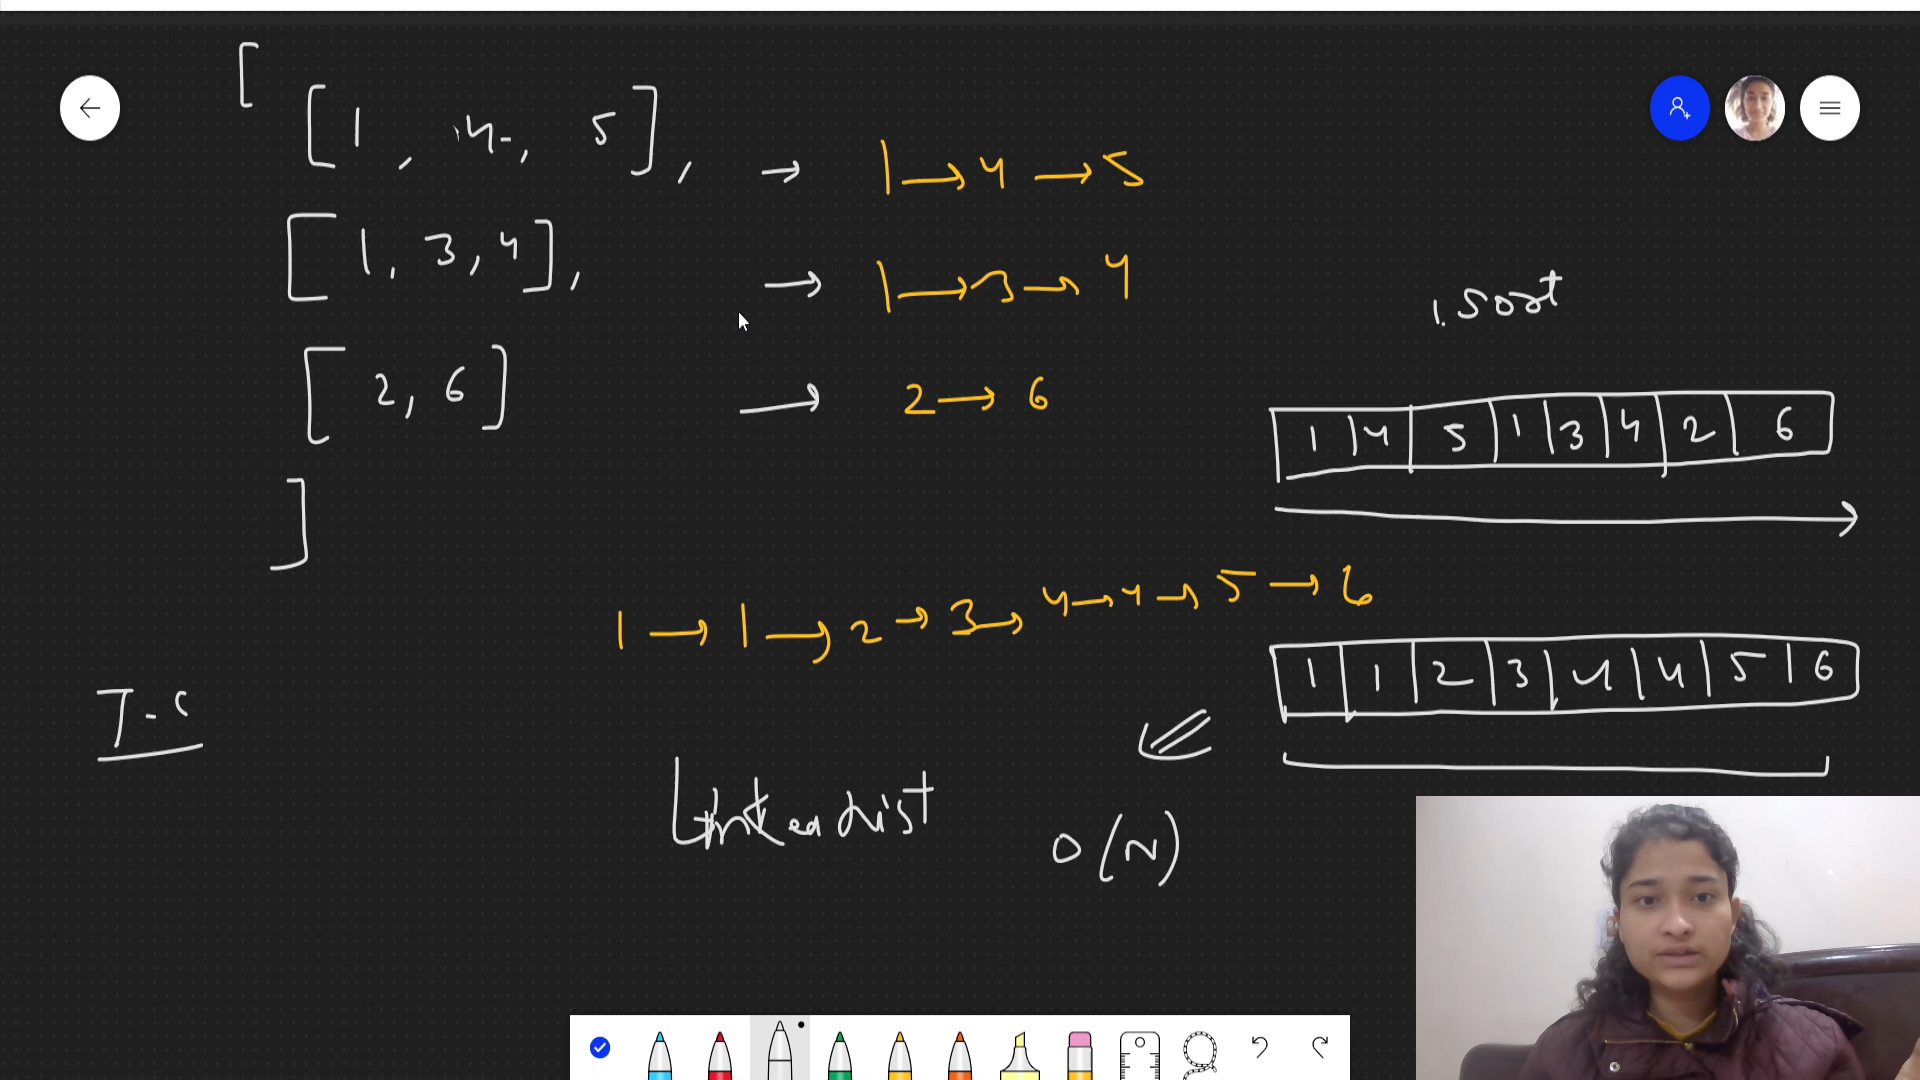 [
[1, 4, 5], → 1 → 4 → 5
[1, 3, 4], → 1 → 3 → 4
1. Sort
[2, 6] → 2 → 6
1 | 4 | 5 | 1 | 3 | 4 | 2 | 6
]
1 → 1 → 2 → 3 → 4 → 4 → 5 → 6
1 | 1 | 2 | 3 | 4 | 4 | 5 | 6
T-C
Linked List
O(N)